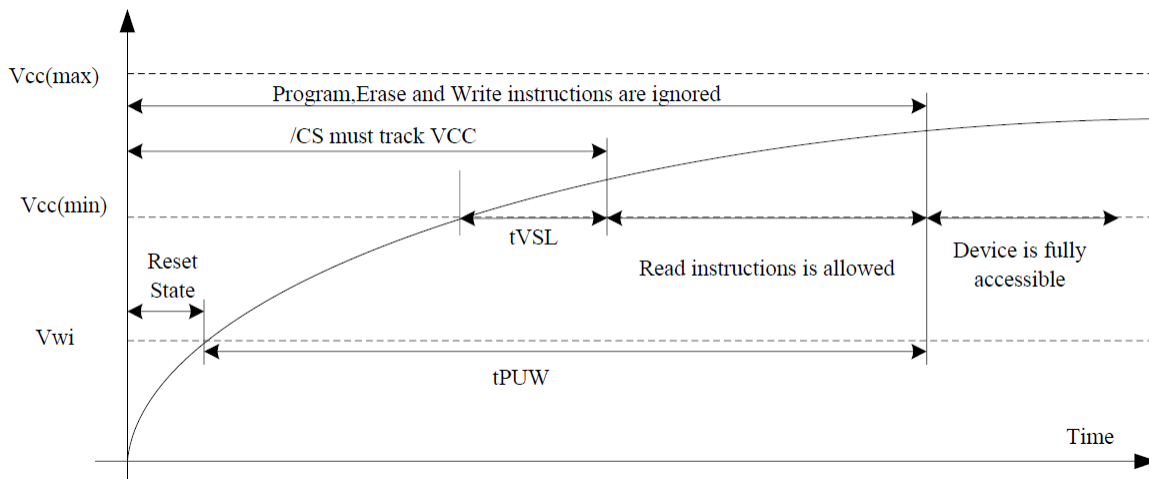 Vcc(max)
Program,Erase and Write instructions are ignored
/CS must track VCC
Vcc(min)
tVSL
Reset
State
Read instructions is allowed
Device is fully
accessible
Vwi
tPUW
Time